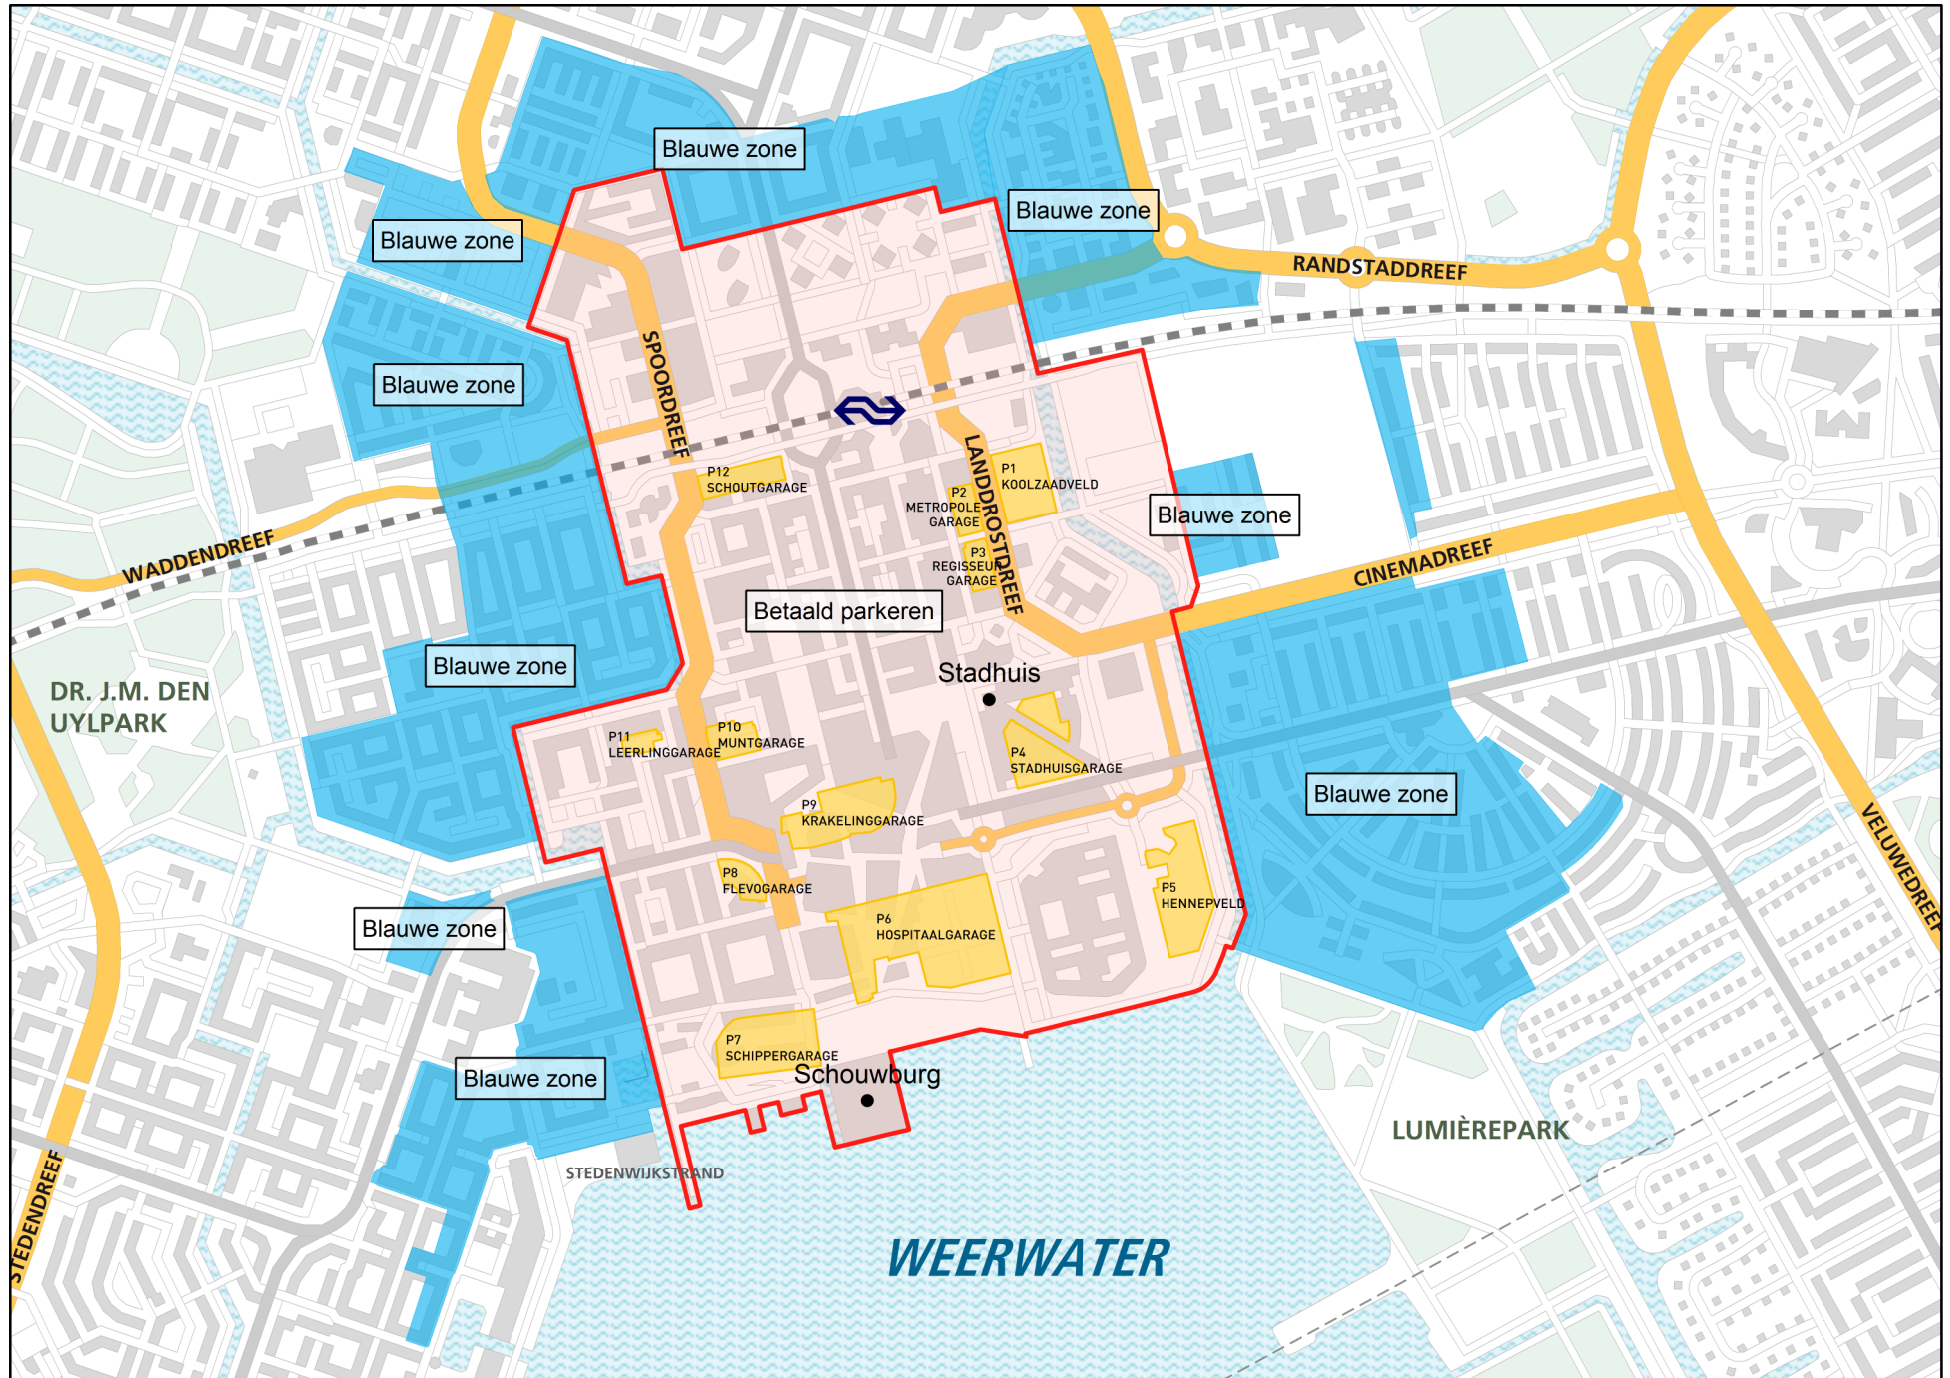 Blauwe zone
Blauwe zone
Blauwe zone
RANDSTADDREEF
Blauwe zone
SPOORDREEF
LANDDROSTDREEF
P12
SCHOUTGARAGE
P1
KOOLZAADVELD
P2
METROPOLE
GARAGE
Blauwe zone
P3
REGISSEUR
GARAGE
WADDENDREEF
CINEMADREEF
Betaald parkeren
Blauwe zone
Stadhuis
DR. J.M. DEN
UYLPARK
P11
LEERLINGGARAGE
P10
MUNTGARAGE
P4
STADHUISGARAGE
Blauwe zone
P9
KRAKELINGGARAGE
VELUWEDREEF
P8
FLEVOGARAGE
P5
HENNEPVELD
Blauwe zone
P6
HOSPITAALGARAGE
P7
SCHIPPERGARAGE
Blauwe zone
Schouwburg
LUMIÈREPARK
STEDENWIJKSTRAND
STEDENDREEF
WEERWATER